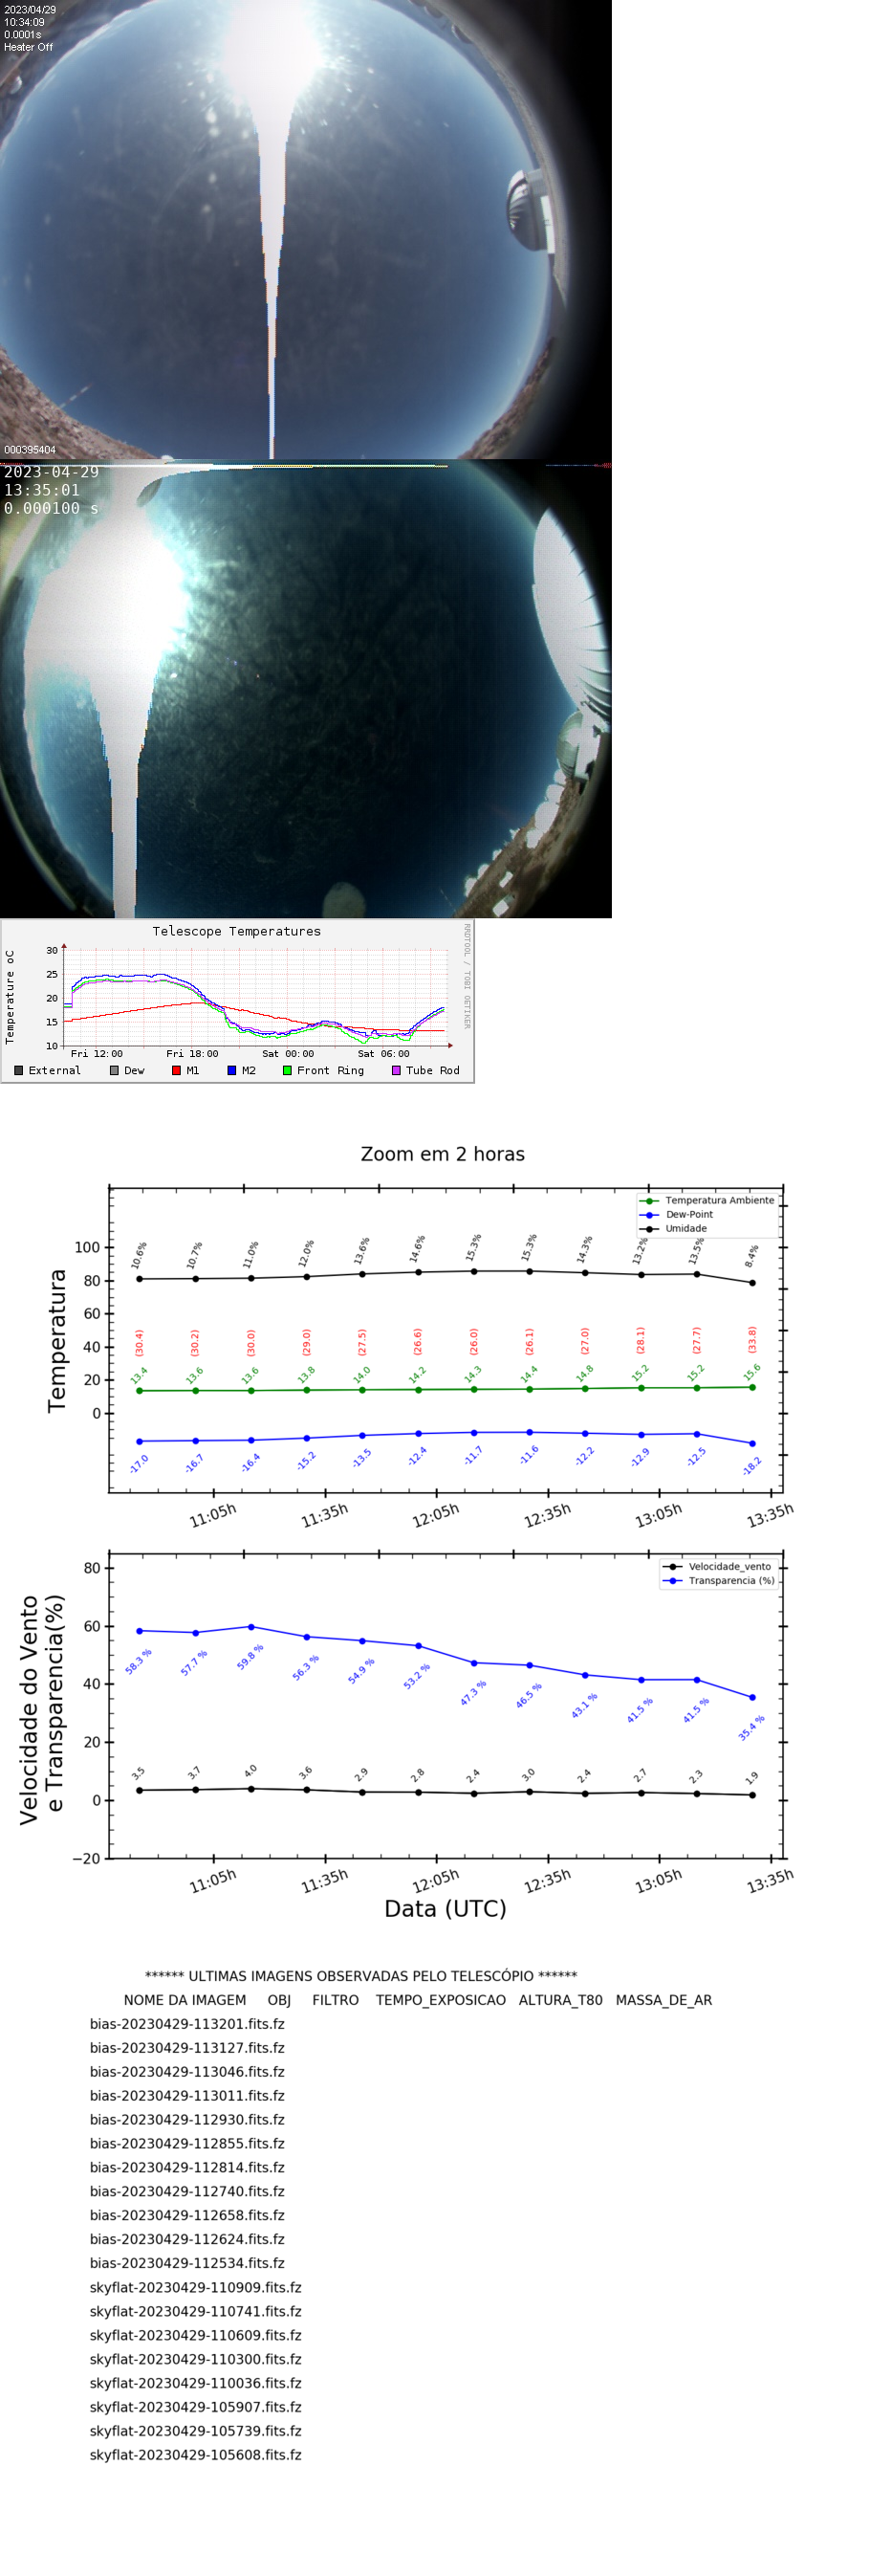 2023/04/29
10:34:09
0.0001s
Heater Off
000395404
2023-04-29
13:35:01
0.000100 s
Telescope Temperatures
RRDTOOL / TOBI OETIKER
Temperature oC
30
25
20
15
10
Fri 12:00 Fri 18:00 Sat 00:00 Sat 06:00
External Dew M1 M2 Front Ring Tube Rod
Zoom em 2 horas
Temperatura Ambiente
Dew-Point
Umidade
Temperatura
100
80
60
40
20
0
10.6% 10.7% 11.0% 12.0% 13.6% 14.6% 15.3% 15.3% 14.3% 13.2% 13.5% 8.4%
(30.4) (30.2) (30.0) (29.0) (27.5) (26.6) (26.0) (26.1) (27.0) (28.1) (27.7) (33.8)
13.4 13.6 13.6 13.8 14.0 14.2 14.3 14.4 14.8 15.2 15.2 15.6
-17.0 -16.7 -16.4 -15.2 -13.5 -12.4 -11.7 -11.6 -12.2 -12.9 -12.5 -18.2
11:05h 11:35h 12:05h 12:35h 13:05h 13:35h
Velocidade_vento
Transparencia (%)
Velocidade do Vento
e Transparencia(%)
80
60
40
20
0
−20
58.3 % 57.7 % 59.8 % 56.3 % 54.9 % 53.2 % 47.3 % 46.5 % 43.1 % 41.5 % 41.5 % 35.4 %
3.5 3.7 4.0 3.6 2.9 2.8 2.4 3.0 2.4 2.7 2.3 1.9
11:05h 11:35h 12:05h 12:35h 13:05h 13:35h
Data (UTC)
****** ULTIMAS IMAGENS OBSERVADAS PELO TELESCÓPIO ******
NOME DA IMAGEM OBJ FILTRO TEMPO_EXPOSICAO ALTURA_T80 MASSA_DE_AR
bias-20230429-113201.fits.fz
bias-20230429-113127.fits.fz
bias-20230429-113046.fits.fz
bias-20230429-113011.fits.fz
bias-20230429-112930.fits.fz
bias-20230429-112855.fits.fz
bias-20230429-112814.fits.fz
bias-20230429-112740.fits.fz
bias-20230429-112658.fits.fz
bias-20230429-112624.fits.fz
bias-20230429-112534.fits.fz
skyflat-20230429-110909.fits.fz
skyflat-20230429-110741.fits.fz
skyflat-20230429-110609.fits.fz
skyflat-20230429-110300.fits.fz
skyflat-20230429-110036.fits.fz
skyflat-20230429-105907.fits.fz
skyflat-20230429-105739.fits.fz
skyflat-20230429-105608.fits.fz